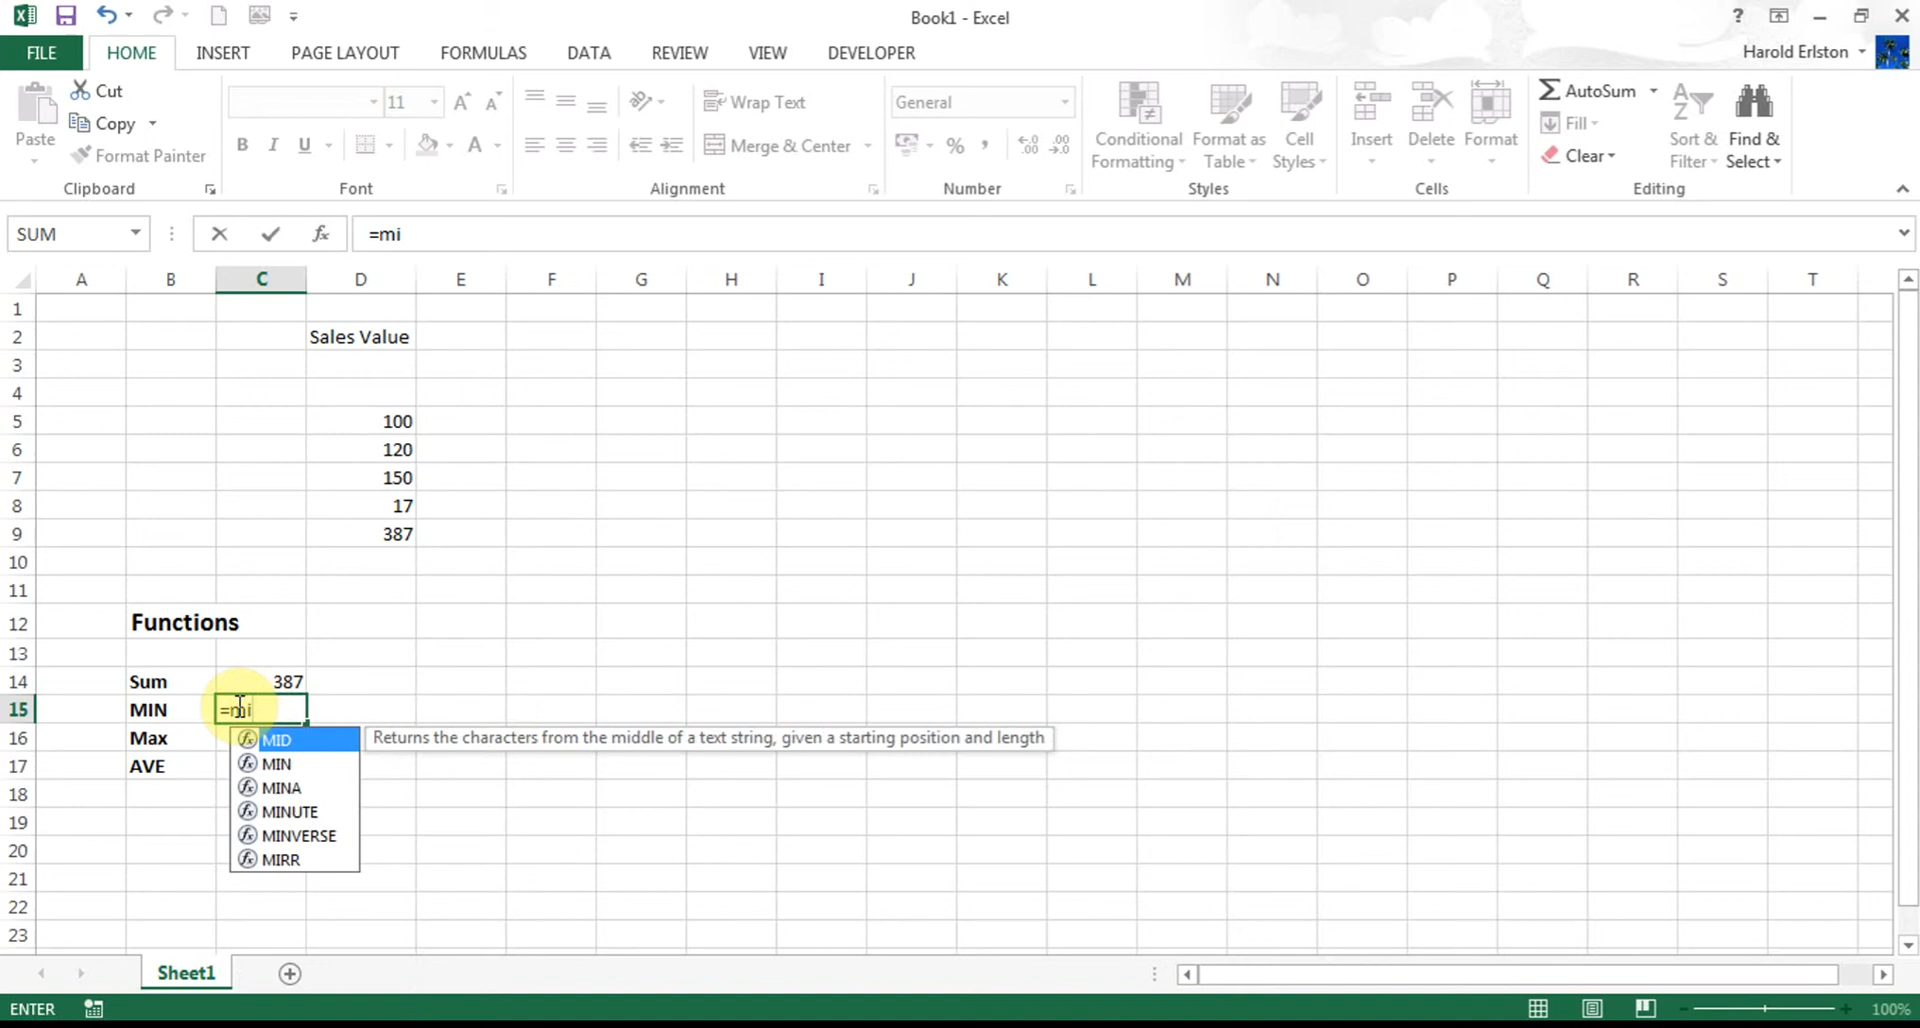 Book1 - Excel
?
FILE HOME INSERT PAGE LAYOUT FORMULAS DATA REVIEW VIEW DEVELOPER Harold Erlston
Paste
Cut
Copy
Format Painter
Clipboard
11 A A
B I U A
Font
Wrap Text
Merge & Center
Alignment
General
% ,
Number
Conditional Formatting
Format as Table
Cell Styles
Styles
Insert Delete Format
Cells
AutoSum
Fill
Clear
Sort & Filter
Find & Select
Editing
SUM fx =mi
A B C D E F G H I J K L M N O P Q R S T
1
2 Sales Value
3
4
5 100
6 120
7 150
8 17
9 387
10
11
12 Functions
13
14 Sum 387
15 MIN =mi
16 Max
17 AVE
18
19
20
21
22
23
MID Returns the characters from the middle of a text string, given a starting position and length
MIN
MINA
MINUTE
MINVERSE
MIRR
Sheet1
ENTER 100%